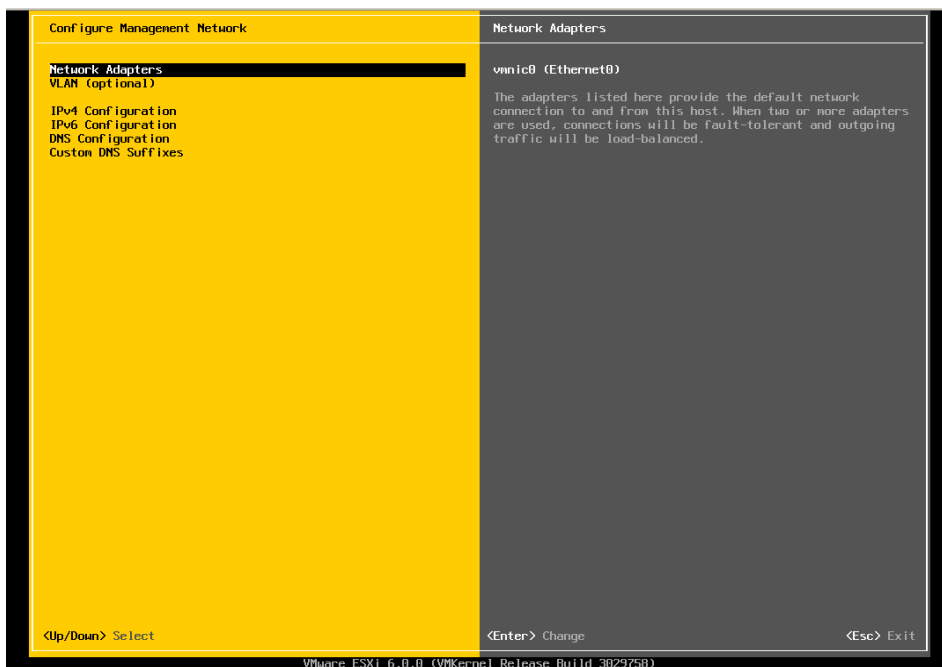 Configure Management Network
Network Adapters
VLAN (optional)
IPv4 Configuration
IPv6 Configuration
DNS Configuration
Custom DNS Suffixes
<Up/Down> Select
Network Adapters
vmnic0 (Ethernet0)
The adapters listed here provide the default network
connection to and from this host. When two or more adapters
are used, connections will be fault-tolerant and outgoing
traffic will be load-balanced.
<Enter> Change
<Esc> Exit
VMware ESXi 6.0.0 (VMKernel Release Build 3029758)